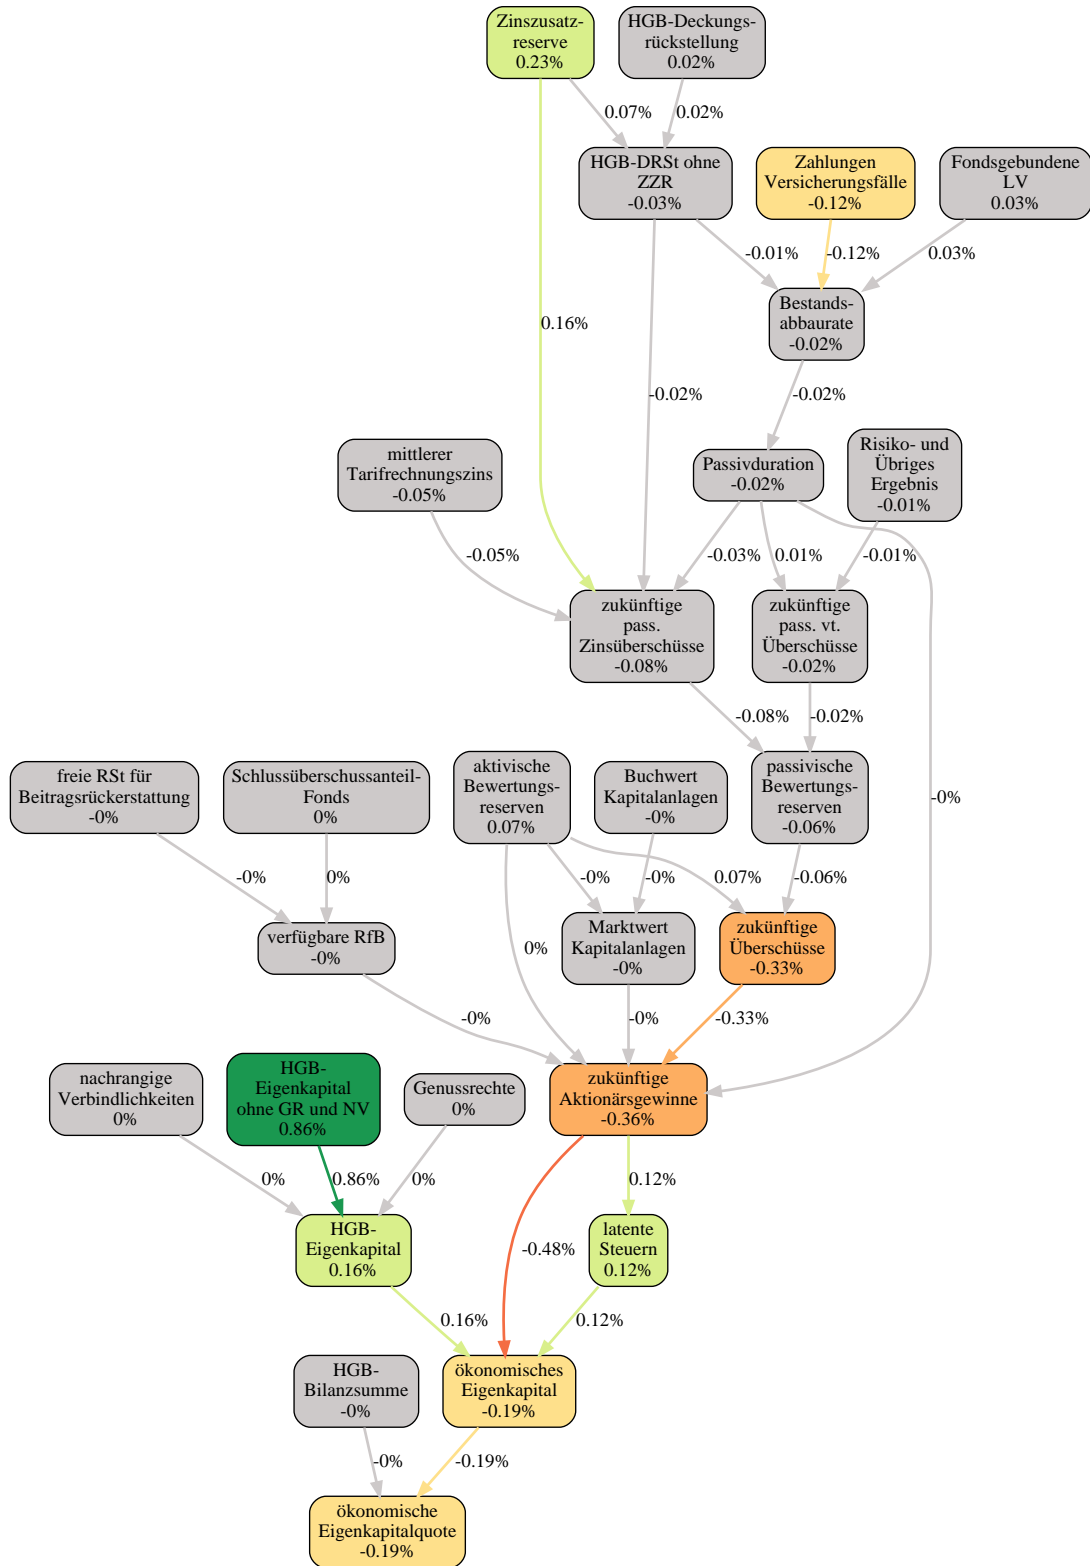 Zinszusatz-
reserve
0.23%
HGB-Deckungs-
rückstellung
0.02%
0.07%
0.02%
HGB-DRSt ohne
ZZR
-0.03%
Zahlungen
Versicherungsfälle
-0.12%
Fondsgebundene
LV
0.03%
-0.01%
-0.12%
0.03%
Bestands-
abbaurate
-0.02%
0.16%
-0.02%
-0.02%
mittlerer
Tarifrechnungszins
-0.05%
Passivduration
-0.02%
Risiko- und
Übriges
Ergebnis
-0.01%
-0.05%
-0.03%
0.01%
-0.01%
zukünftige
pass.
Zinsüberschüsse
-0.08%
zukünftige
pass. vt.
Überschüsse
-0.02%
-0.08%
-0.02%
freie RSt für
Beitragsrückerstattung
-0%
Schlussüberschussanteil-
Fonds
0%
aktivische
Bewertungs-
reserven
0.07%
Buchwert
Kapitalanlagen
-0%
passivische
Bewertungs-
reserven
-0.06%
-0%
-0%
0%
-0%
-0%
0.07%
-0.06%
verfügbare RfB
-0%
0%
Marktwert
Kapitalanlagen
-0%
zukünftige
Überschüsse
-0.33%
-0%
-0%
-0.33%
nachrangige
Verbindlichkeiten
0%
HGB-
Eigenkapital
ohne GR und NV
0.86%
Genussrechte
0%
zukünftige
Aktionärsgewinne
-0.36%
0%
0.86%
0%
0.12%
HGB-
Eigenkapital
0.16%
-0.48%
latente
Steuern
0.12%
0.16%
0.12%
HGB-
Bilanzsumme
-0%
ökonomisches
Eigenkapital
-0.19%
-0%
-0.19%
ökonomische
Eigenkapitalquote
-0.19%